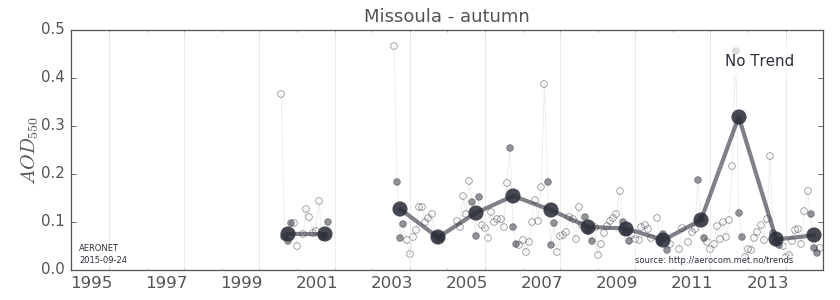 Missoula - autumn
0.5
0.4
0.3
0.2
0.1
0.0
AOD550
No Trend
AERONET
2015-09-24
source: http://aerocom.met.no/trends
1995 1997 1999 2001 2003 2005 2007 2009 2011 2013